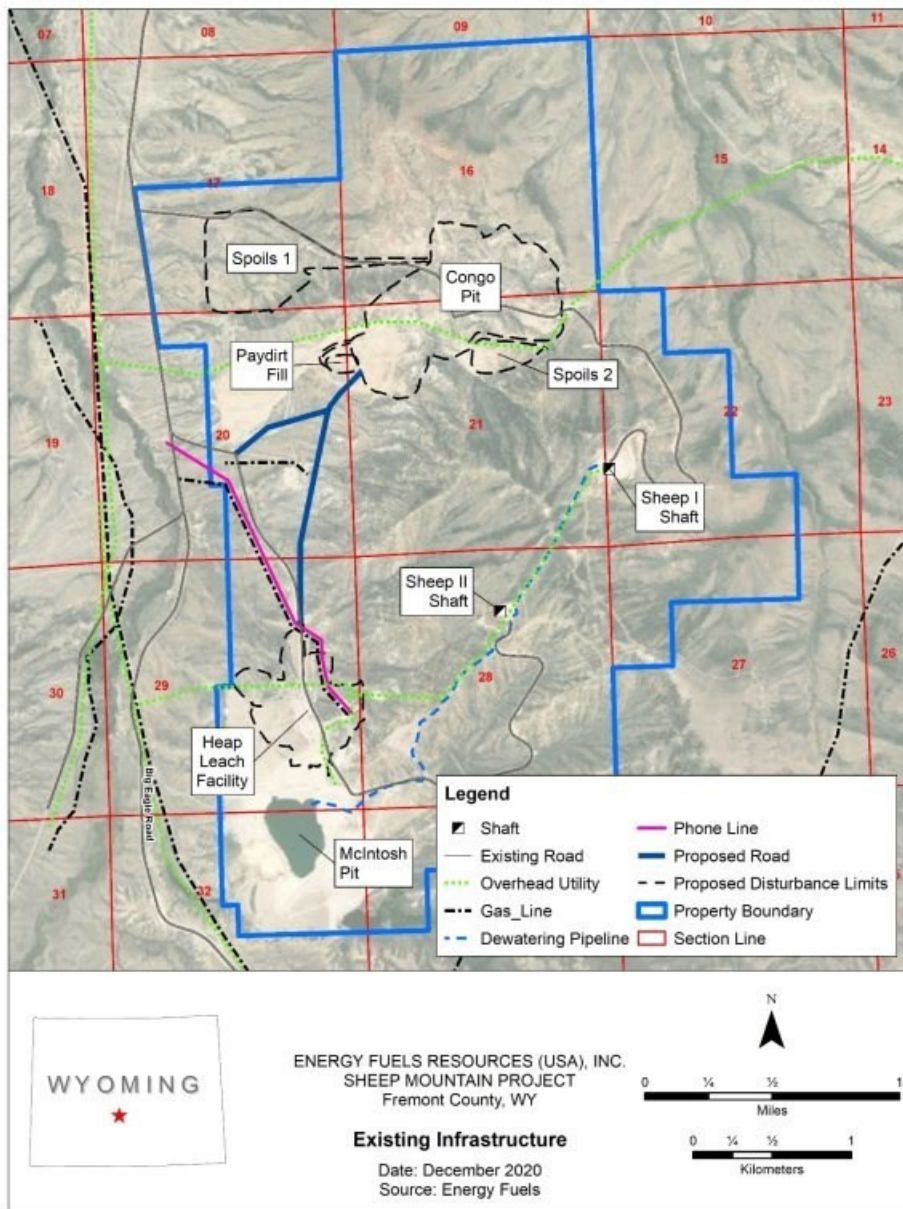 07
08
09
10
11
18
17
16
15
14
Spoils 1
Congo
Pit
Paydirt
Fill
Spoils 2
19
20
21
22
23
Sheep I
Shaft
Sheep II
Shaft
30
29
28
27
26
Heap
Leach
Facility
Big Eagle Road
McIntosh
Pit
31
32
Legend
Shaft
Existing Road
Overhead Utility
Gas_Line
Dewatering Pipeline
Phone Line
Proposed Road
Proposed Disturbance Limits
Property Boundary
Section Line
WYOMING
ENERGY FUELS RESOURCES (USA), INC.
SHEEP MOUNTAIN PROJECT
Fremont County, WY
Existing Infrastructure
Date: December 2020
Source: Energy Fuels
N
0 ¼ ½ 1
Miles
0 ¼ ½ 1
Kilometers